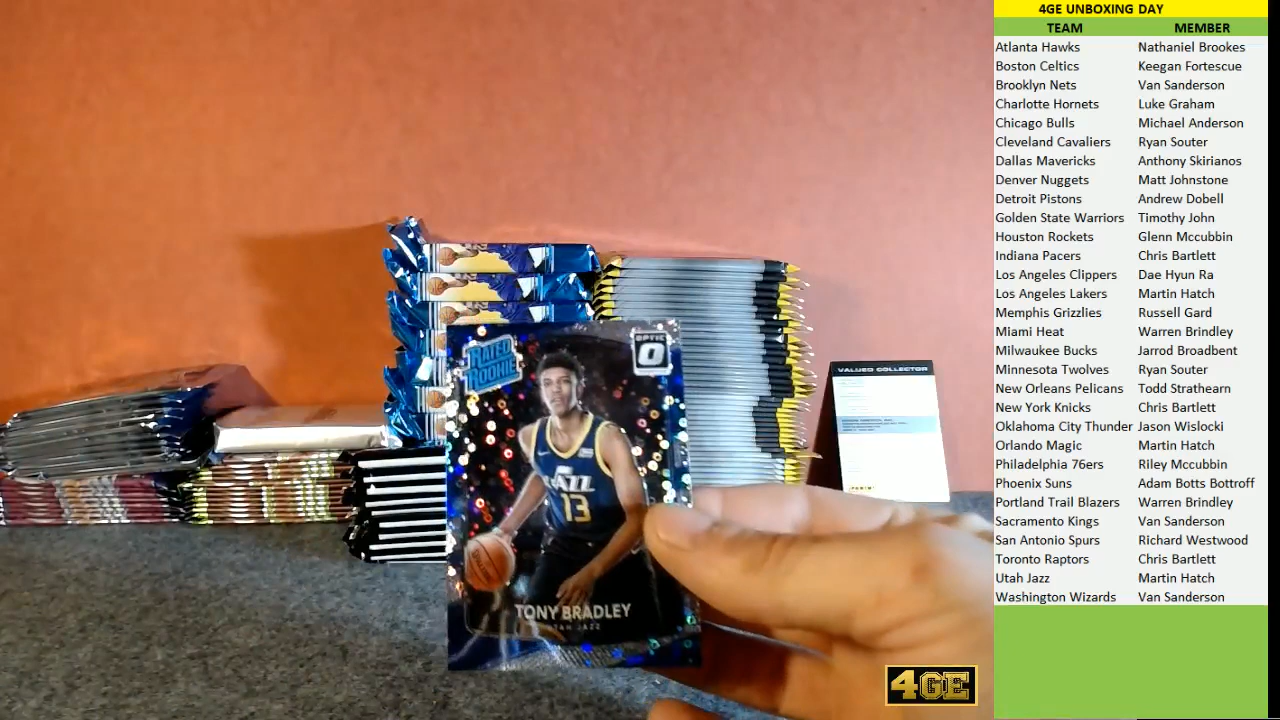 4GE UNBOXING DAY
TEAM MEMBER
Atlanta Hawks Nathaniel Brookes
Boston Celtics Keegan Fortescue
Brooklyn Nets Van Sanderson
Charlotte Hornets Luke Graham
Chicago Bulls Michael Anderson
Cleveland Cavaliers Ryan Souter
Dallas Mavericks Anthony Skirianos
Denver Nuggets Matt Johnstone
Detroit Pistons Andrew Dobell
Golden State Warriors Timothy John
Houston Rockets Glenn Mccubbin
Indiana Pacers Chris Bartlett
Los Angeles Clippers Dae Hyun Ra
Los Angeles Lakers Martin Hatch
Memphis Grizzlies Russell Gard
Miami Heat Warren Brindley
Milwaukee Bucks Jarrod Broadbent
Minnesota Twolves Ryan Souter
New Orleans Pelicans Todd Strathearn
New York Knicks Chris Bartlett
Oklahoma City Thunder Jason Wislocki
Orlando Magic Martin Hatch
Philadelphia 76ers RIley Mccubbin
Phoenix Suns Adam Botts Bottroff
Portland Trail Blazers Warren Brindley
Sacramento Kings Van Sanderson
San Antonio Spurs Richard Westwood
Toronto Raptors Chris Bartlett
Utah Jazz Martin Hatch
Washington Wizards Van Sanderson
VALUED COLLECTOR
PANINI
RATED
ROOKIE
OPTIC
O
JAZZ
13
TONY BRADLEY
UTAH JAZZ
4GE